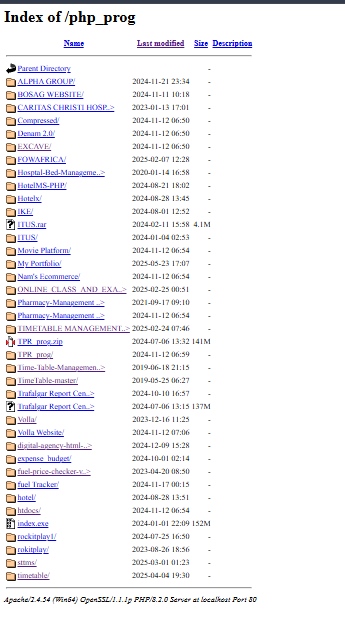 Index of /php_prog
Name Last modified Size Description
Parent Directory -
ALPHA GROUP/ 2024-11-21 23:34 -
BOSAG WEBSITE/ 2024-11-11 10:18 -
CARITAS CHRISTI HOSP..> 2023-01-13 17:01 -
Compressed/ 2024-11-12 06:50 -
Denam 2.0/ 2024-11-12 06:50 -
EXCAVE/ 2024-11-12 06:50 -
FOWAFRICA/ 2025-02-07 12:28 -
Hosptal-Bed-Manageme..> 2020-01-14 16:58 -
HotelMS-PHP/ 2024-08-21 18:02 -
Hotelx/ 2024-08-28 13:45 -
IKE/ 2024-08-01 12:52 -
ITUS.rar 2024-02-11 15:58 4.1M
ITUS/ 2024-01-04 02:53 -
Movie Platform/ 2024-11-12 06:54 -
My Portfolio/ 2025-05-23 17:07 -
Nam's Ecommerce/ 2024-11-12 06:54 -
ONLINE_CLASS_AND_EXA..> 2025-02-25 00:51 -
Pharmacy-Management ..> 2021-09-17 09:10 -
Pharmacy-Management ..> 2024-11-12 06:54 -
TIMETABLE MANAGEMENT..> 2025-02-24 07:46 -
TPR_prog.zip 2024-07-06 13:32 141M
TPR_prog/ 2024-11-12 06:59 -
Time-Table-Managemen..> 2019-06-18 21:15 -
TimeTable-master/ 2019-05-25 06:27 -
Trafalgar Report Cen..> 2024-10-10 16:57 -
Trafalgar Report Cen..> 2024-07-06 13:15 137M
Volla/ 2023-12-16 11:25 -
Volla Website/ 2024-11-12 07:06 -
digital-agency-html-..> 2024-12-09 15:28 -
expense_budget/ 2024-10-01 02:14 -
fuel-price-checker-v..> 2023-04-20 08:50 -
fuel Tracker/ 2024-11-17 00:15 -
hotel/ 2024-08-28 13:51 -
htdocs/ 2024-11-12 06:54 -
index.exe 2024-01-01 22:09 152M
rockitplay1/ 2024-07-25 16:50 -
rokitplay/ 2023-08-26 18:56 -
sttms/ 2025-03-01 01:23 -
timetable/ 2025-04-04 19:30 -
Apache/2.4.54 (Win64) OpenSSL/1.1.1p PHP/8.2.0 Server at localhost Port 80